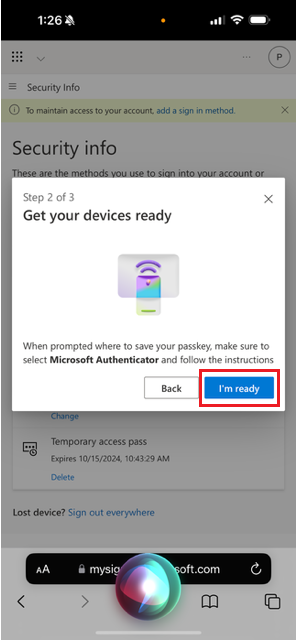 1:26
P
Security Info
To maintain access to your account, add a sign in method.
Security info
These are the methods you use to sign into your account or
Step 2 of 3
Get your devices ready
When prompted where to save your passkey, make sure to
select Microsoft Authenticator and follow the instructions
Back
I'm ready
Change
Temporary access pass
Expires 10/15/2024, 10:43:29 AM
Delete
Lost device? Sign out everywhere
AA
mysig
soft.com